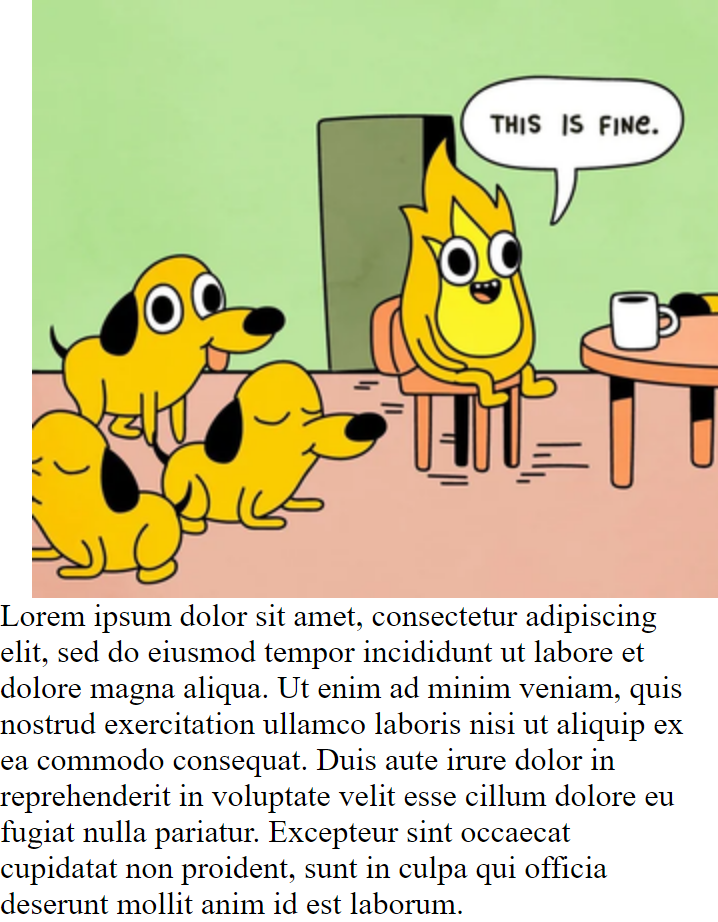 THIS IS FINe.
Lorem ipsum dolor sit amet, consectetur adipiscing
elit, sed do eiusmod tempor incididunt ut labore et
dolore magna aliqua. Ut enim ad minim veniam, quis
nostrud exercitation ullamco laboris nisi ut aliquip ex
ea commodo consequat. Duis aute irure dolor in
reprehenderit in voluptate velit esse cillum dolore eu
fugiat nulla pariatur. Excepteur sint occaecat
cupidatat non proident, sunt in culpa qui officia
deserunt mollit anim id est laborum.